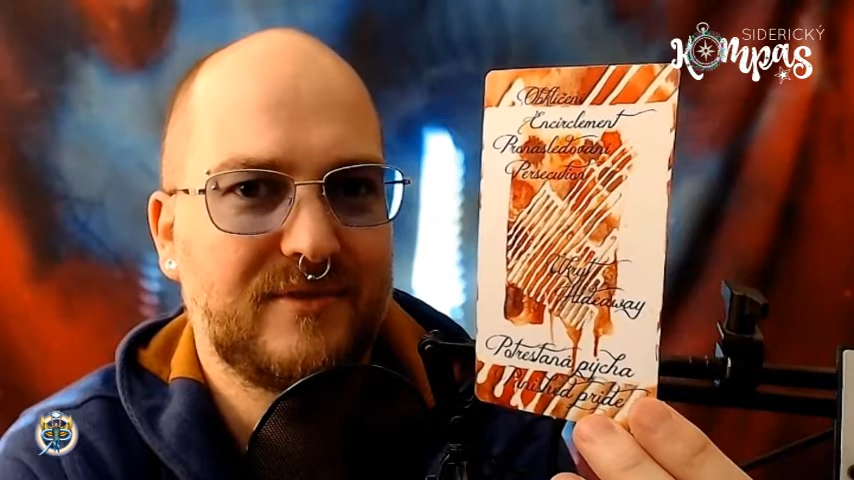 SIDERICKÝ
Kompas
Obklíčení
Encirclement
Pronásledování
Persecution
Úkryt
Hideaway
Potrestaná pýcha
Punished pride